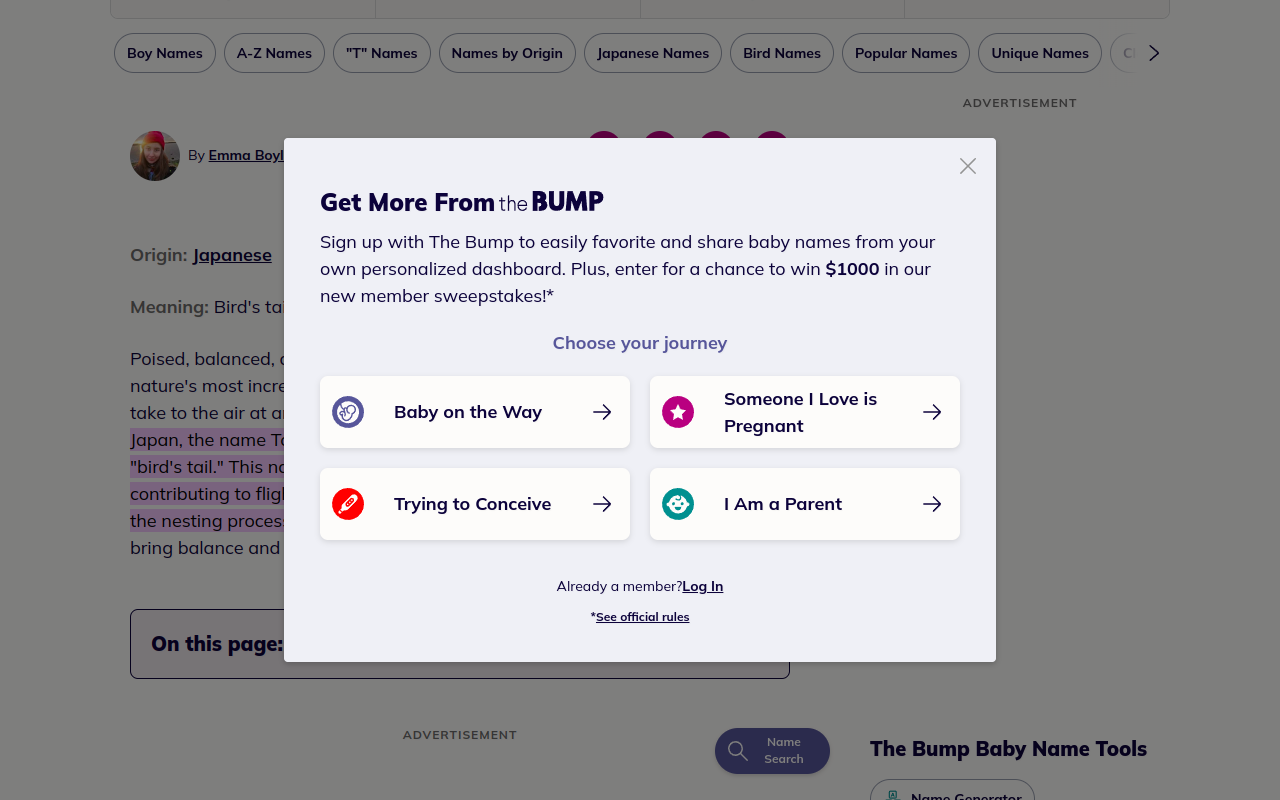 Boy Names A-Z Names "T" Names Names by Origin Japanese Names Bird Names Popular Names Unique Names
ADVERTISEMENT
By Emma Boyl
Get More From the BUMP
Sign up with The Bump to easily favorite and share baby names from your
own personalized dashboard. Plus, enter for a chance to win $1000 in our
new member sweepstakes!*
Choose your journey
Baby on the Way
Someone I Love is
Pregnant
Trying to Conceive
I Am a Parent
Already a member?Log In
*See official rules
Origin: Japanese
Meaning: Bird's tai
Poised, balanced,
nature's most incre
take to the air at a
Japan, the name T
"bird's tail." This n
contributing to flig
the nesting proces
bring balance and
On this page:
ADVERTISEMENT
Name
Search
The Bump Baby Name Tools
Name Generator